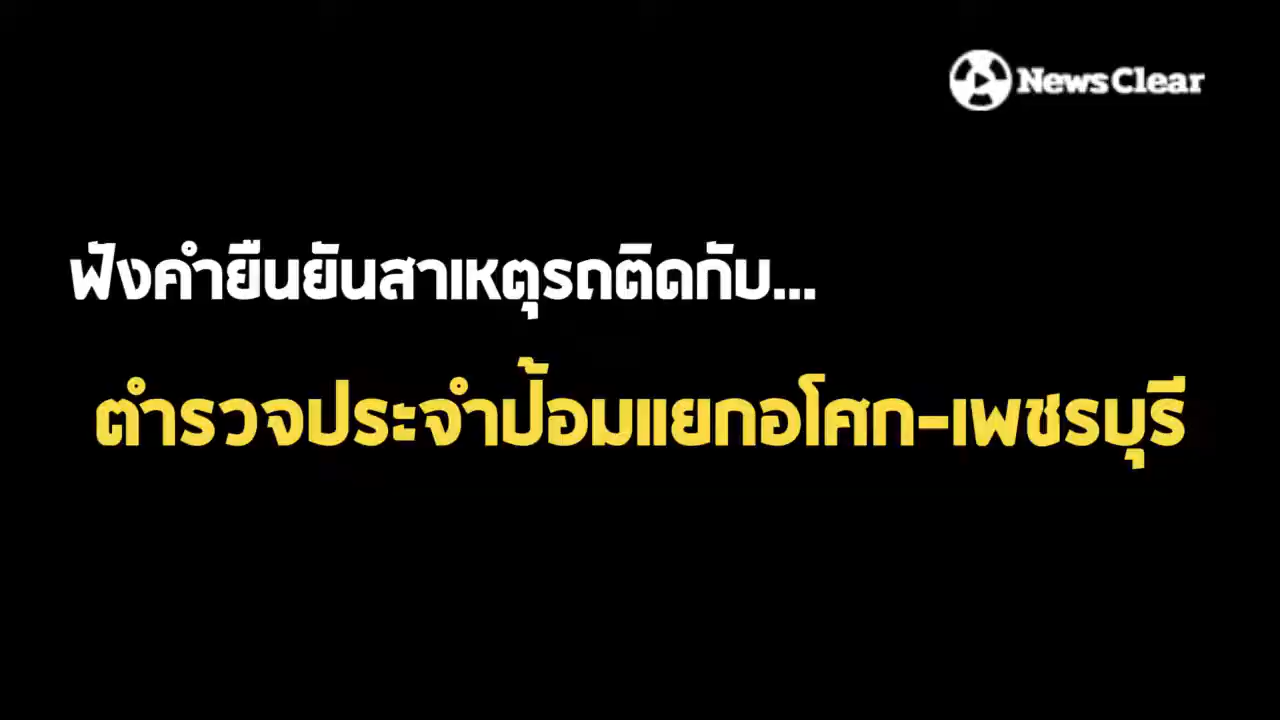 News Clear
ฟังคำยืนยันสาเหตุรถติดกับ...
ตำรวจประจำป้อมแยกอโศก-เพชรบุรี